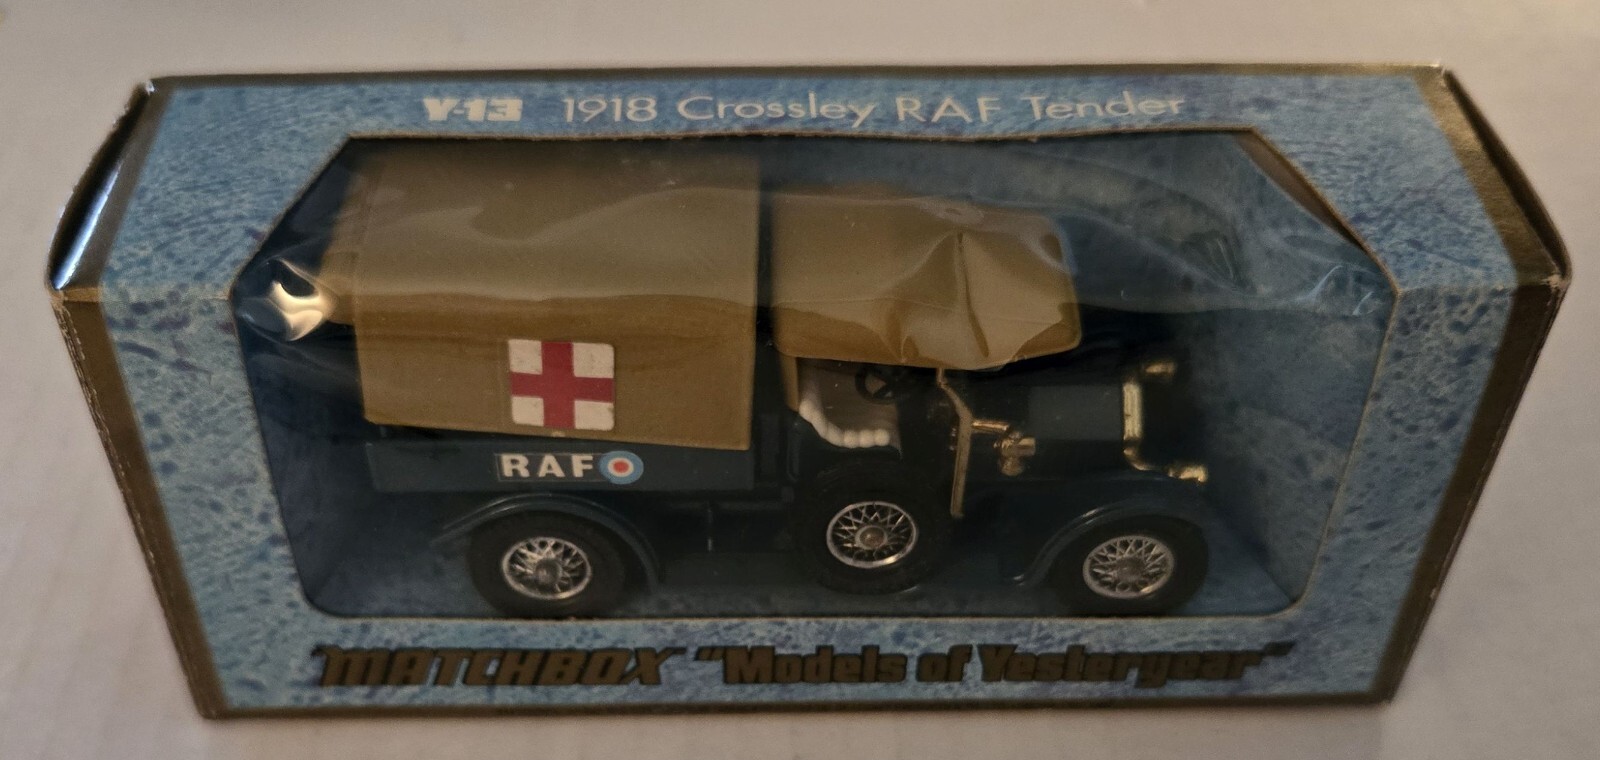 Y-13 1918 Crossley RAF Tender
RAF
MATCHBOX "Models of Yesteryear"